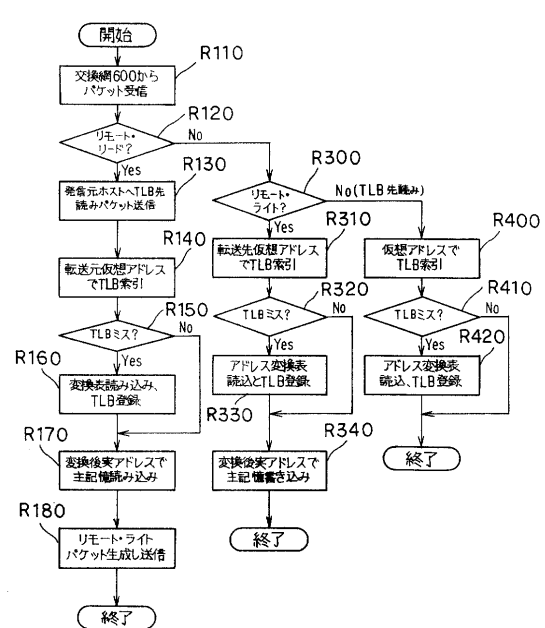 開始
R110
交換網600から
パケット受信
R120
リモート・
リード?
No
Yes
R130
発信元ホストへTLB先
読みパケット送信
R140
転送元仮想アドレス
でTLB索引
R150
TLBミス?
No
Yes
R160
変換表読み込み、
TLB登録
R170
変換後実アドレスで
主記憶読み込み
R180
リモート・ライト
パケット生成し送信
終了
R300
リモート・
ライト?
No(TLB先読み)
Yes
R310
転送先仮想アドレス
でTLB索引
R320
TLBミス?
No
Yes
アドレス変換表
読込とTLB登録
R330
R340
変換後実アドレスで
主記憶書き込み
終了
R400
仮想アドレスで
TLB索引
R410
TLBミス?
No
Yes
R420
アドレス変換表
読込、TLB登録
終了